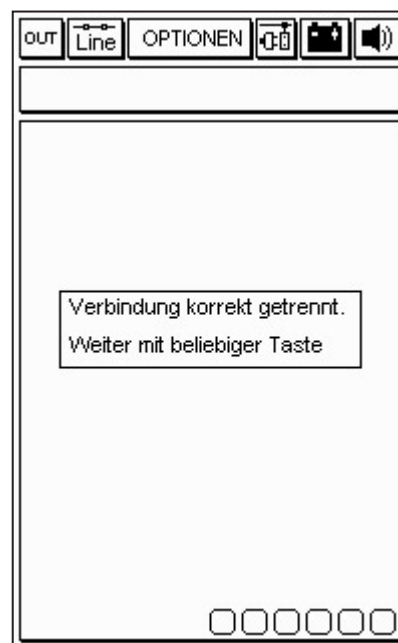 OUT Line OPTIONEN
Verbindung korrekt getrennt.
Weiter mit beliebiger Taste